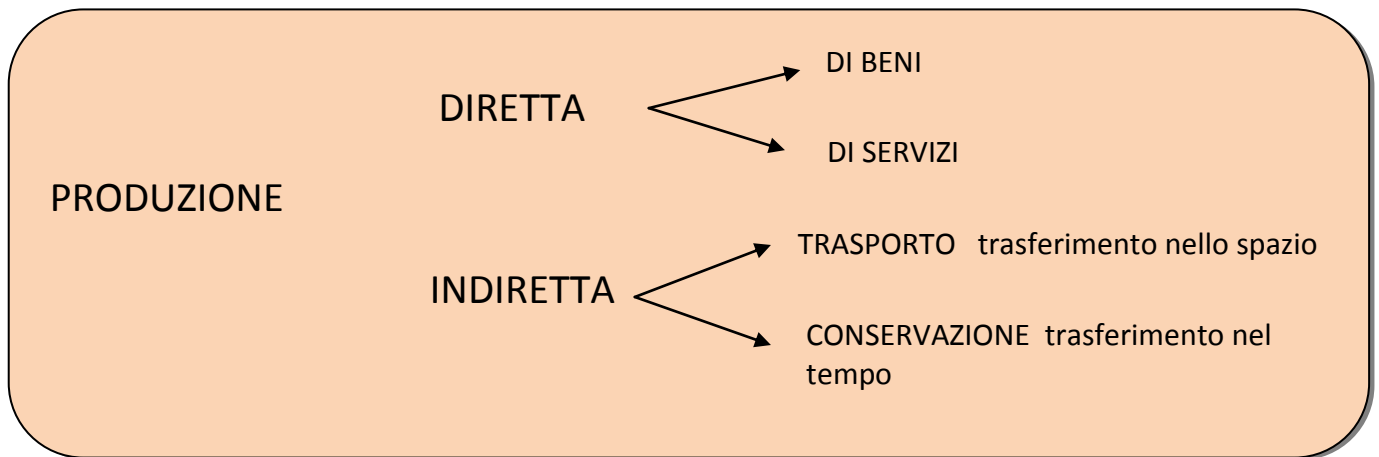 DI BENI
DIRETTA
DI SERVIZI
PRODUZIONE
TRASPORTO trasferimento nello spazio
INDIRETTA
CONSERVAZIONE trasferimento nel
tempo